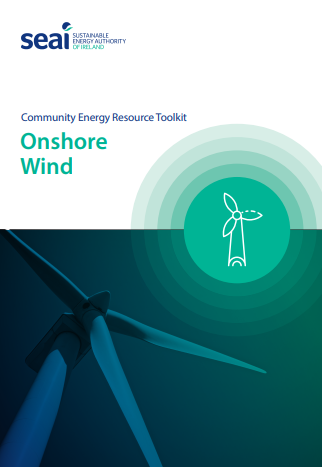 seai
SUSTAINABLE
ENERGY AUTHORITY
OF IRELAND
Community Energy Resource Toolkit
Onshore
Wind